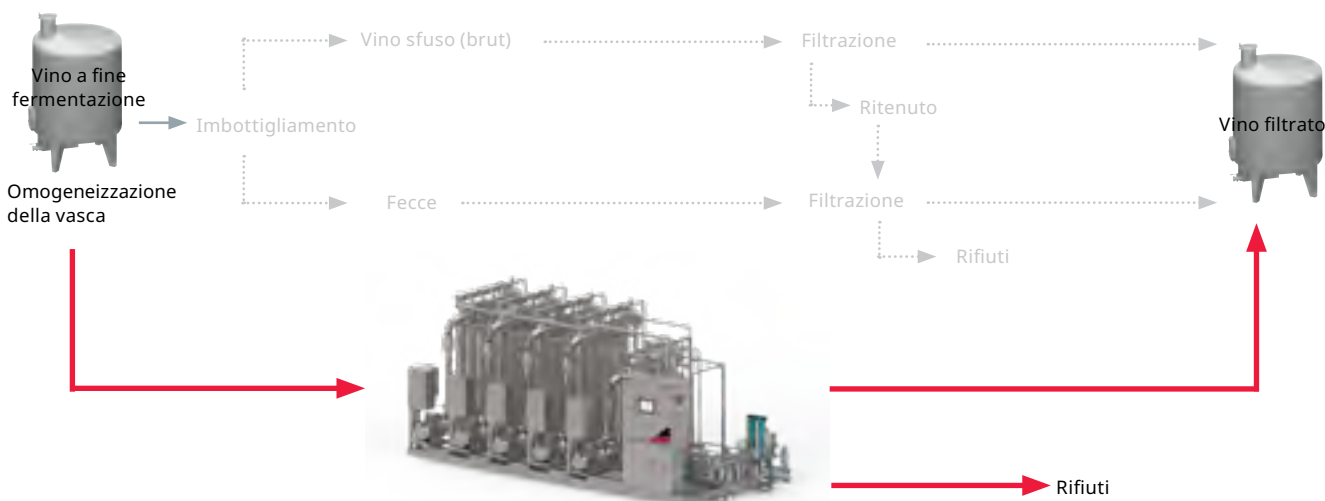 Vino sfuso (brut)
Filtrazione
Vino a fine
fermentazione
Ritenuto
Imbottigliamento
Vino filtrato
Omogeneizzazione
della vasca
Fecce
Filtrazione
Rifiuti
Rifiuti